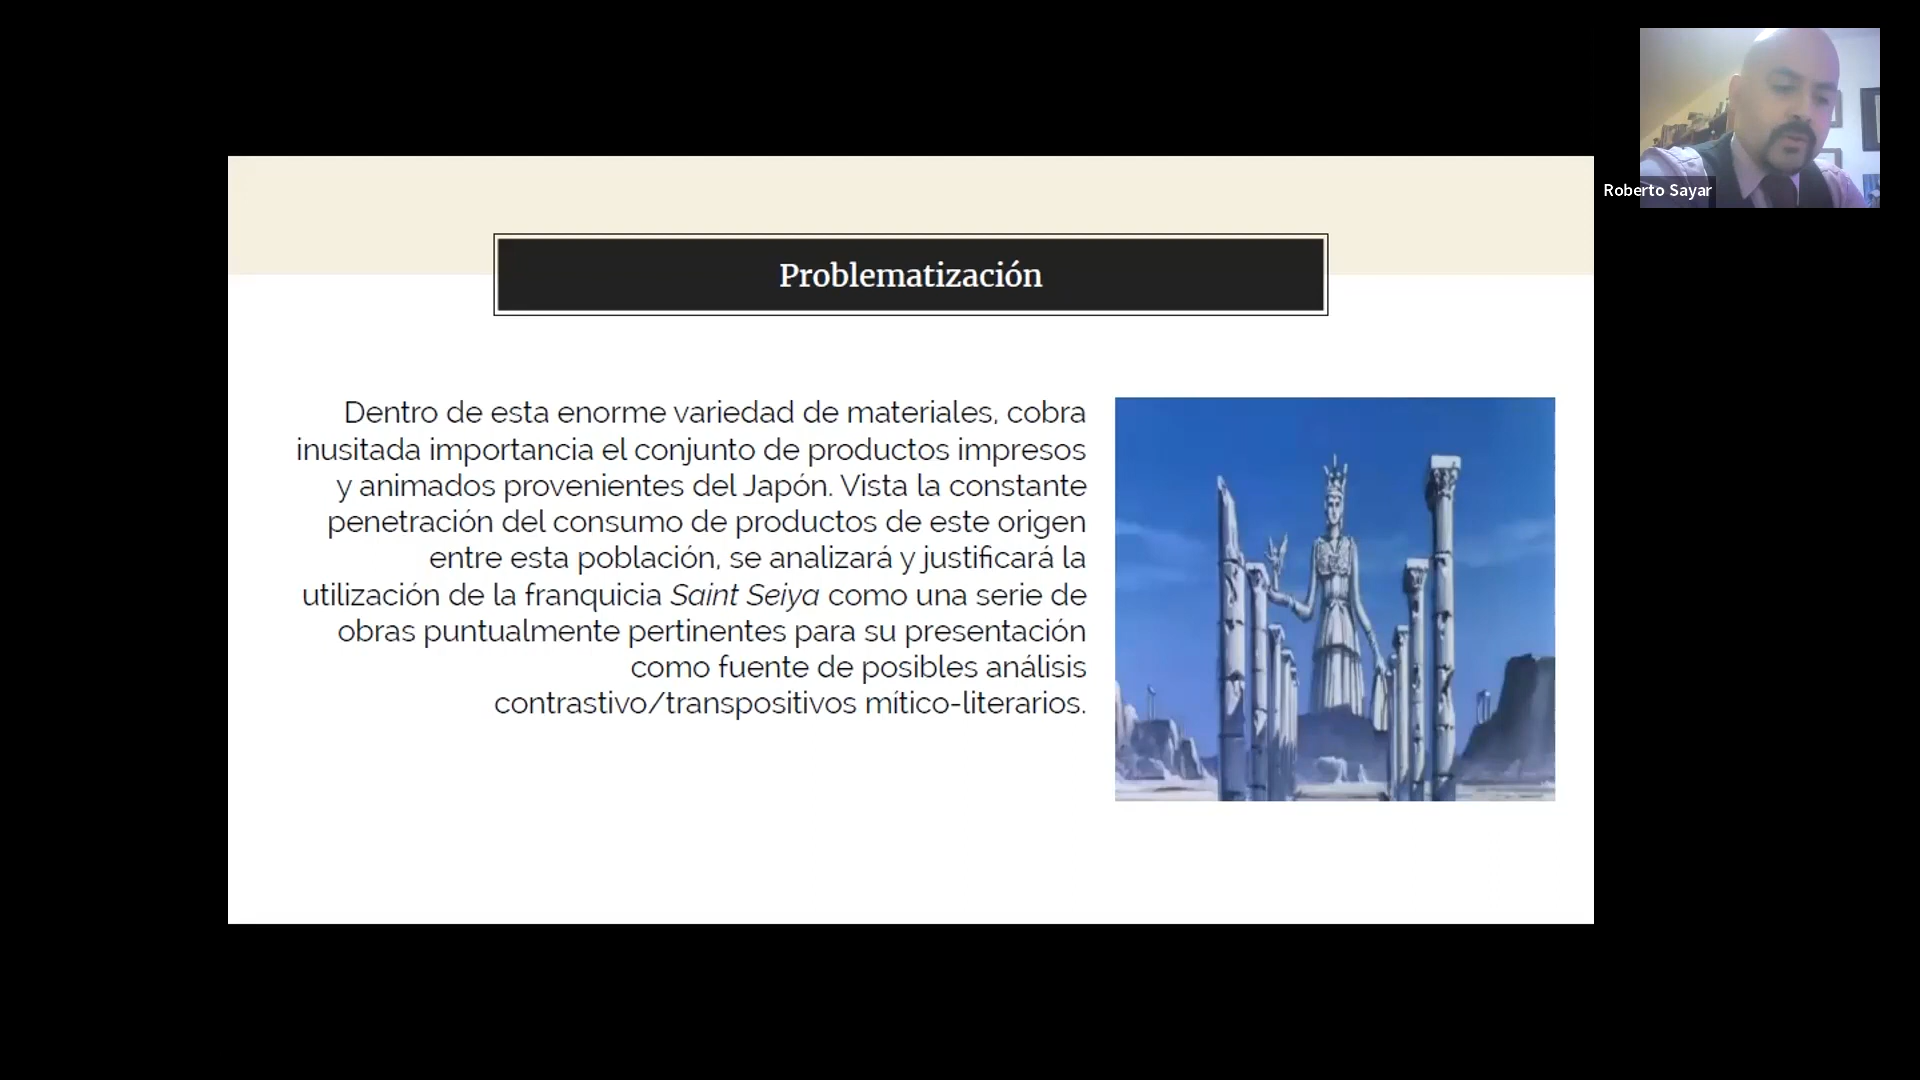 Roberto Sayar
Problematización
Dentro de esta enorme variedad de materiales, cobra
inusitada importancia el conjunto de productos impresos
y animados provenientes del Japón. Vista la constante
penetración del consumo de productos de este origen
entre esta población, se analizará y justificará la
utilización de la franquicia Saint Seiya como una serie de
obras puntualmente pertinentes para su presentación
como fuente de posibles análisis
contrastivo/transpositivos mítico-literarios.